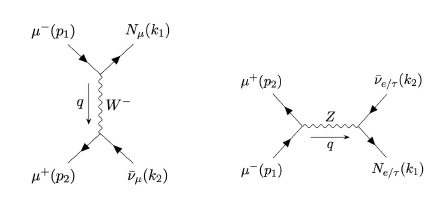 μ⁻(p₁)
N_μ(k₁)
q
W⁻
μ⁺(p₂)
ν̄_μ(k₂)
μ⁺(p₂)
ν̄_{e/τ}(k₂)
Z
q
μ⁻(p₁)
N_{e/τ}(k₁)